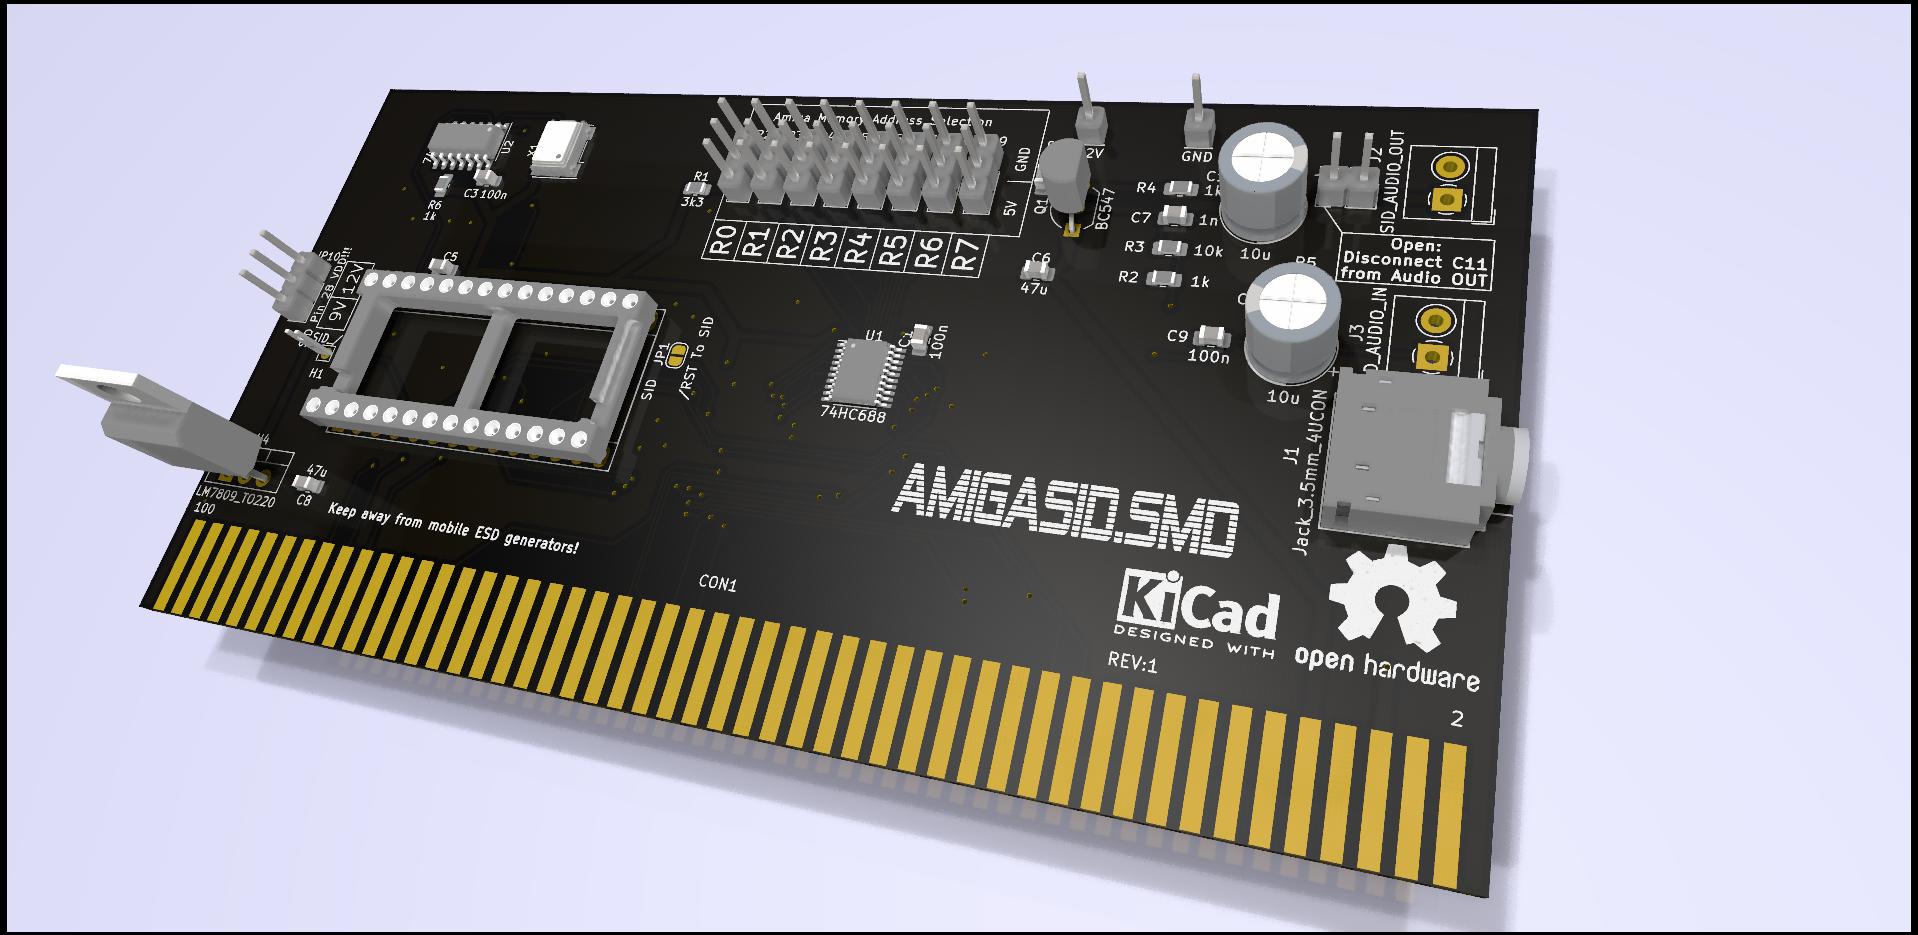 U2
X1
R6
1k
C3 100n
C5
Amiga Memory Address Selection
R1
3k3
GND
5V
R0
R1
R2
R3
R4
R5
R6
R7
GND
Q1
BC547
C6
47u
R4
C7
1n
R3
10k
R2
1k
10u
C9
100n
10u
J2
SID_AUDIO_OUT
Open:
Disconnect C11
from Audio OUT
J3
J1
Jack_3.5mm_4UCON
Pin 28 VDD!!
12V
9V
H1
SID
JP1
/RST To SID
U1
100n
74HC688
47u
C8
LM7809_TO220
100
Keep away from mobile ESD generators!
AMIGASID.SMD
CON1
KiCad
DESIGNED WITH
REV:1
open hardware
2